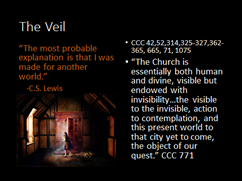 The Veil
“The most probable
explanation is that I was
made for another
world.”
-C.S. Lewis
• CCC 42,52,314,325-327,362-
365, 665, 71, 1075
• “The Church is
essentially both human
and divine, visible but
endowed with
invisibility…the visible
to the invisible, action
to contemplation, and
this present world to
that city yet to come,
the object of our
quest.” CCC 771